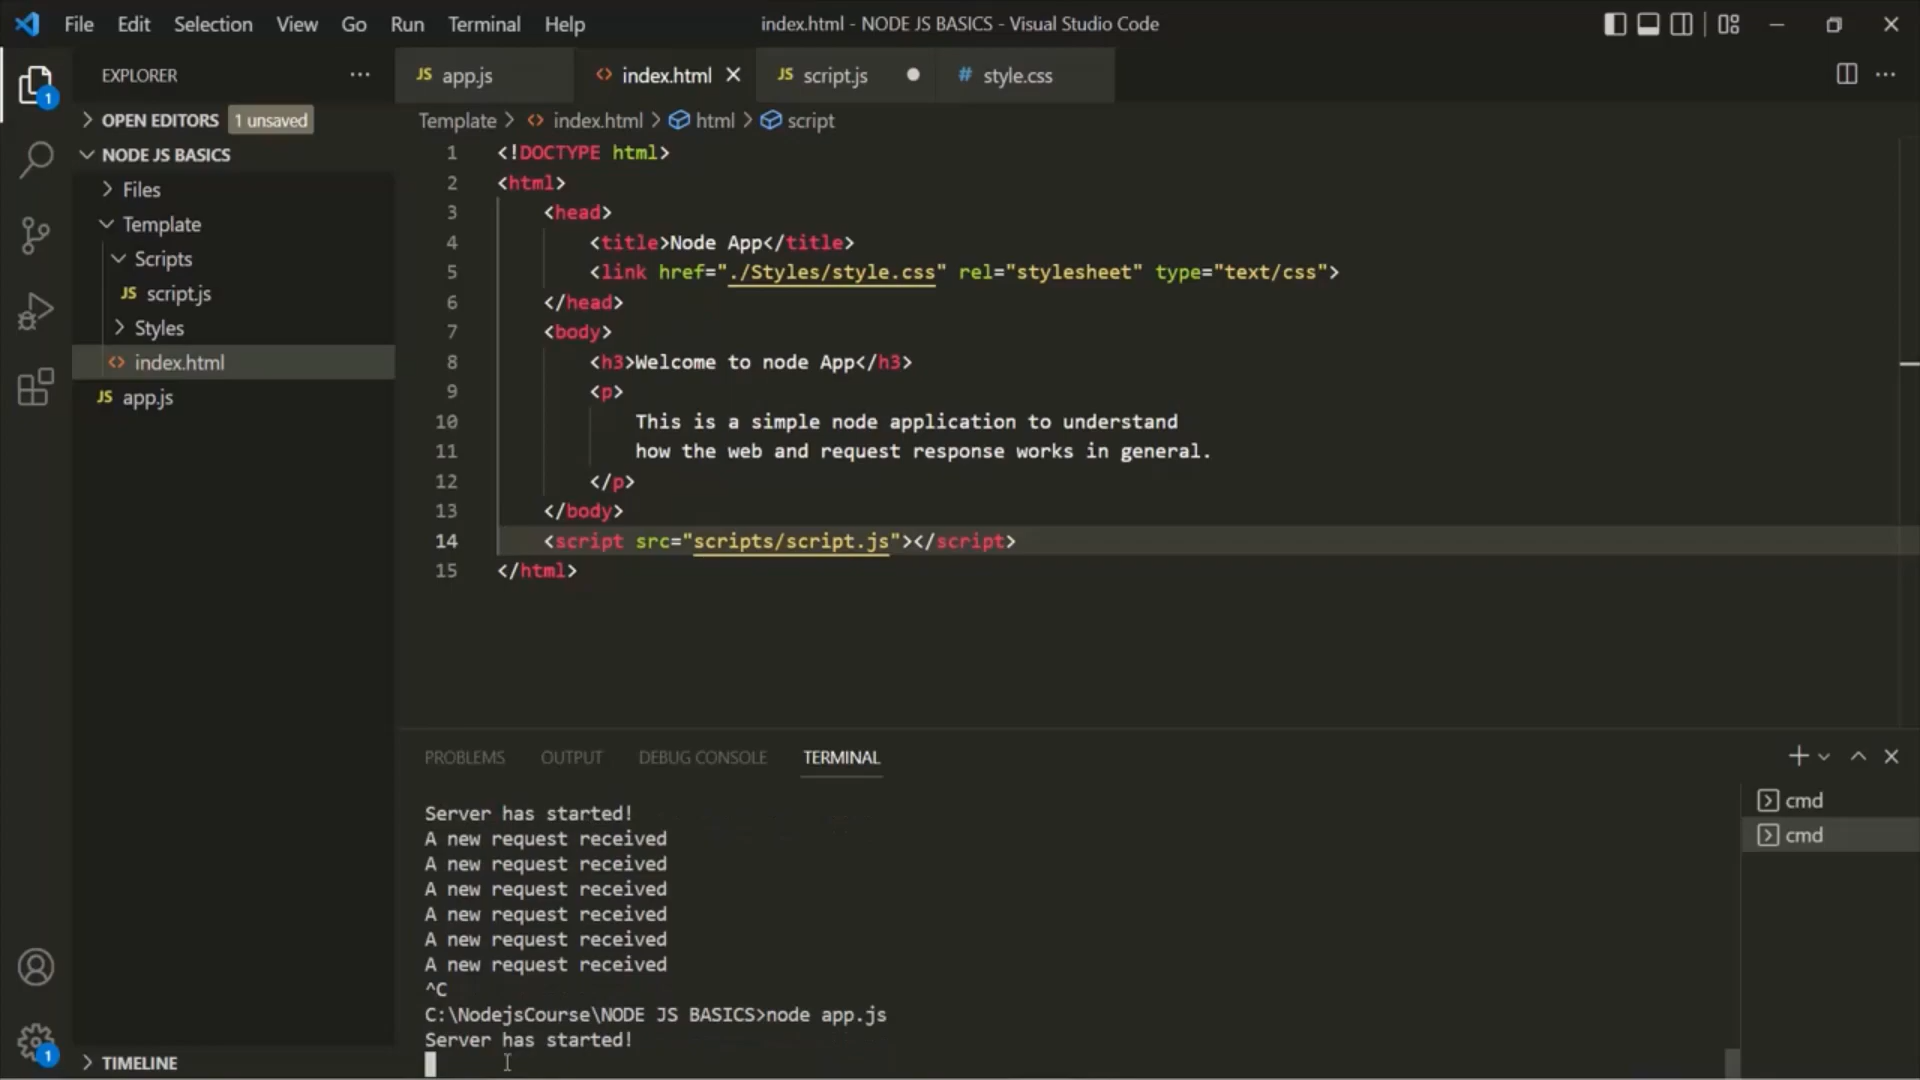 File Edit Selection View Go Run Terminal Help
index.html - NODE JS BASICS - Visual Studio Code
EXPLORER
JS app.js
<> index.html
JS script.js
# style.css
1
OPEN EDITORS 1 unsaved
NODE JS BASICS
Files
Template
Scripts
JS script.js
Styles
<> index.html
JS app.js
Template > <> index.html > html > script
1 <!DOCTYPE html>
2 <html>
3 <head>
4 <title>Node App</title>
5 <link href="./Styles/style.css" rel="stylesheet" type="text/css">
6 </head>
7 <body>
8 <h3>Welcome to node App</h3>
9 <p>
10 This is a simple node application to understand
11 how the web and request response works in general.
12 </p>
13 </body>
14 <script src="scripts/script.js"></script>
15 </html>
PROBLEMS OUTPUT DEBUG CONSOLE TERMINAL
Server has started!
A new request received
A new request received
A new request received
A new request received
A new request received
A new request received
^C
C:\NodejsCourse\NODE JS BASICS>node app.js
Server has started!
cmd
cmd
1
TIMELINE